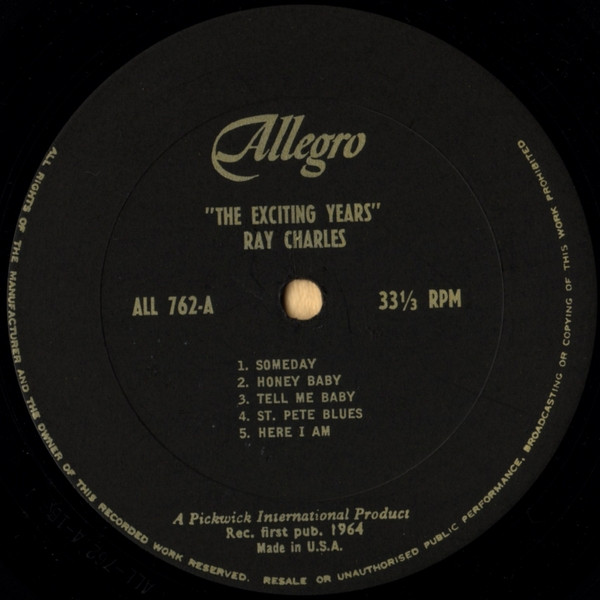 Allegro
"THE EXCITING YEARS"
RAY CHARLES
ALL 762-A
33⅓ RPM
1. SOMEDAY
2. HONEY BABY
3. TELL ME BABY
4. ST. PETE BLUES
5. HERE I AM
A Pickwick International Product
Rec. first pub. 1964
Made in U.S.A.
ALL RIGHTS OF THE MANUFACTURER AND THE OWNER OF THIS RECORDED WORK RESERVED. RESALE OR UNAUTHORISED PUBLIC PERFORMANCE, BROADCASTING OR COPYING OF THIS WORK PROHIBITED